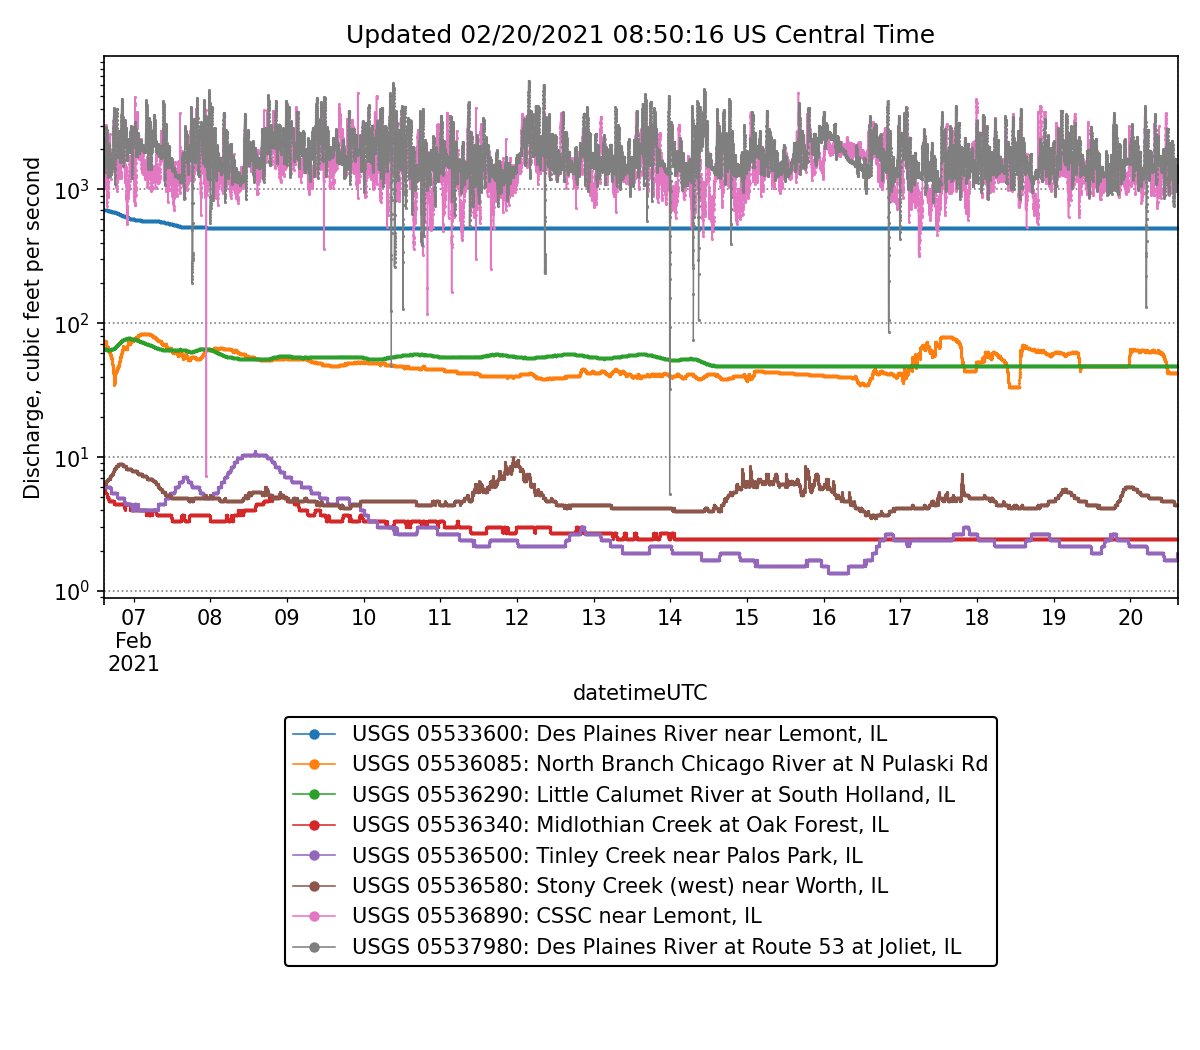 Updated 02/20/2021 08:50:16 US Central Time
Discharge, cubic feet per second
10³
10²
10¹
10⁰
07 08 09 10 11 12 13 14 15 16 17 18 19 20
Feb
2021
datetimeUTC
USGS 05533600: Des Plaines River near Lemont, IL
USGS 05536085: North Branch Chicago River at N Pulaski Rd
USGS 05536290: Little Calumet River at South Holland, IL
USGS 05536340: Midlothian Creek at Oak Forest, IL
USGS 05536500: Tinley Creek near Palos Park, IL
USGS 05536580: Stony Creek (west) near Worth, IL
USGS 05536890: CSSC near Lemont, IL
USGS 05537980: Des Plaines River at Route 53 at Joliet, IL